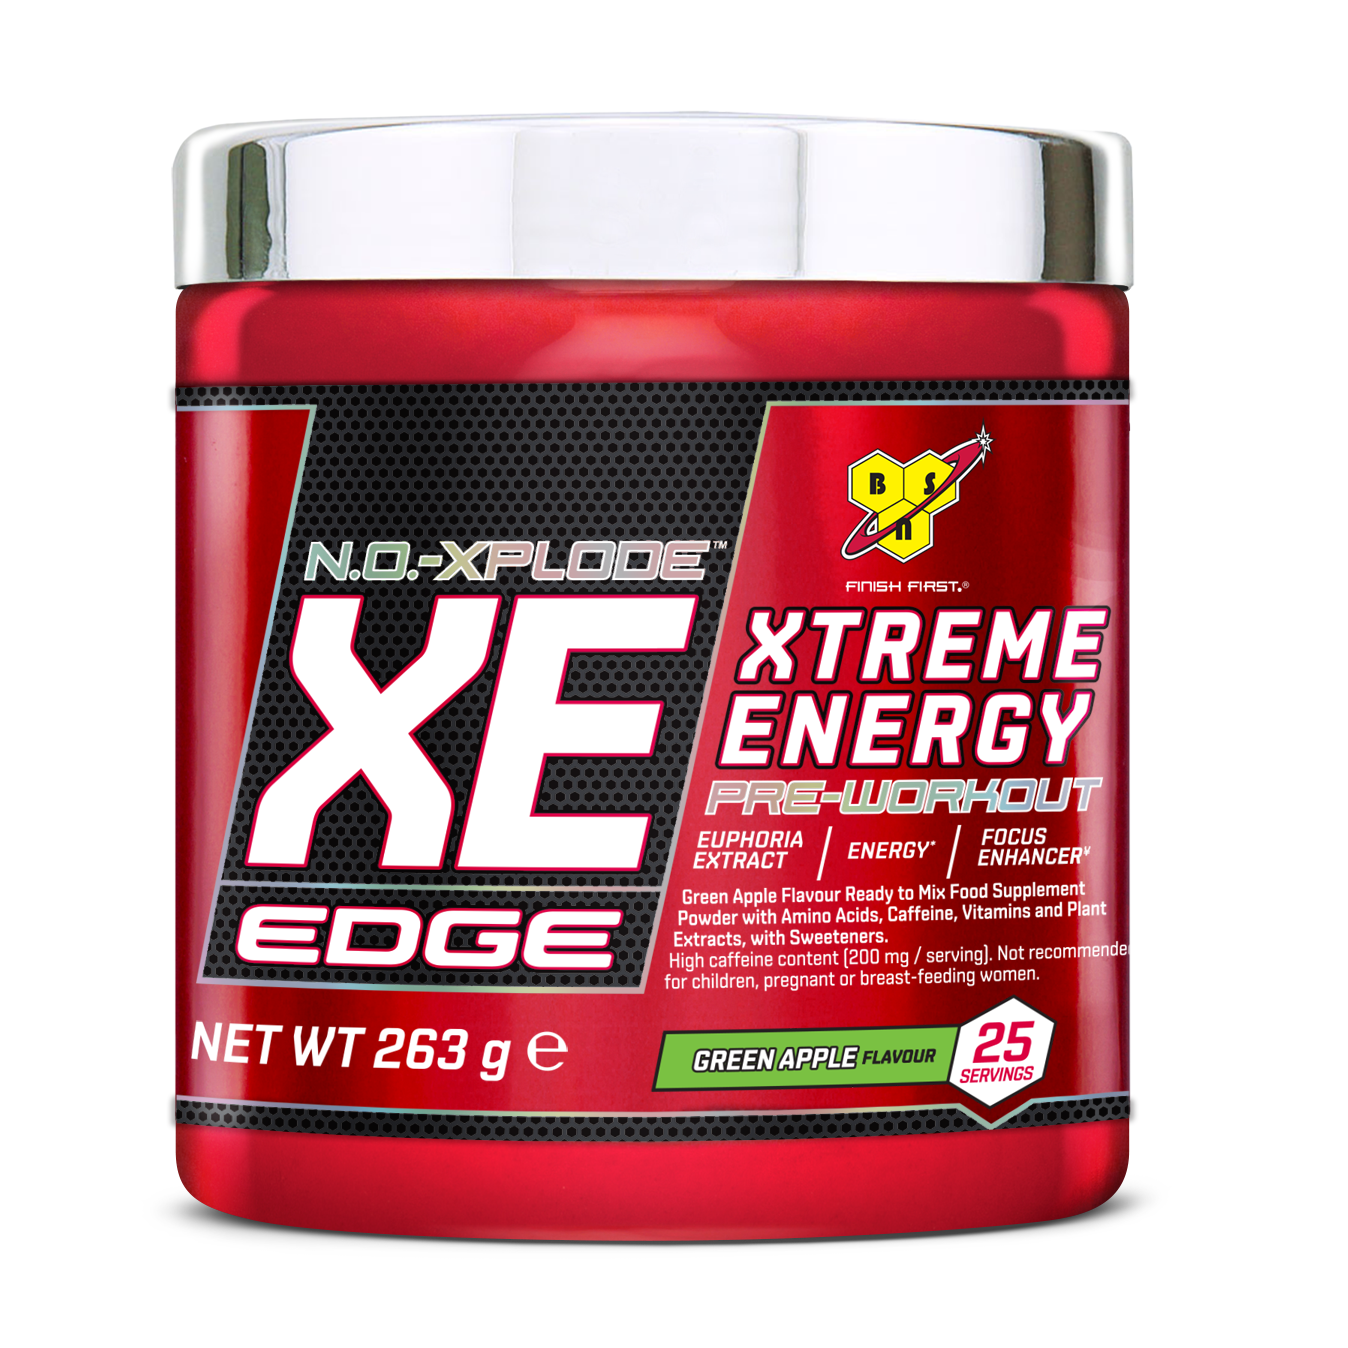 N.O.-XPLODE™
XE
EDGE
NET WT 263 g ℮
B S
n
FINISH FIRST.®
XTREME
ENERGY
PRE-WORKOUT
EUPHORIA
EXTRACT
ENERGY*
FOCUS
ENHANCER¥
Green Apple Flavour Ready to Mix Food Supplement
Powder with Amino Acids, Caffeine, Vitamins and Plant
Extracts, with Sweeteners.
High caffeine content (200 mg / serving). Not recommende
for children, pregnant or breast-feeding women.
GREEN APPLE FLAVOUR
25
SERVINGS